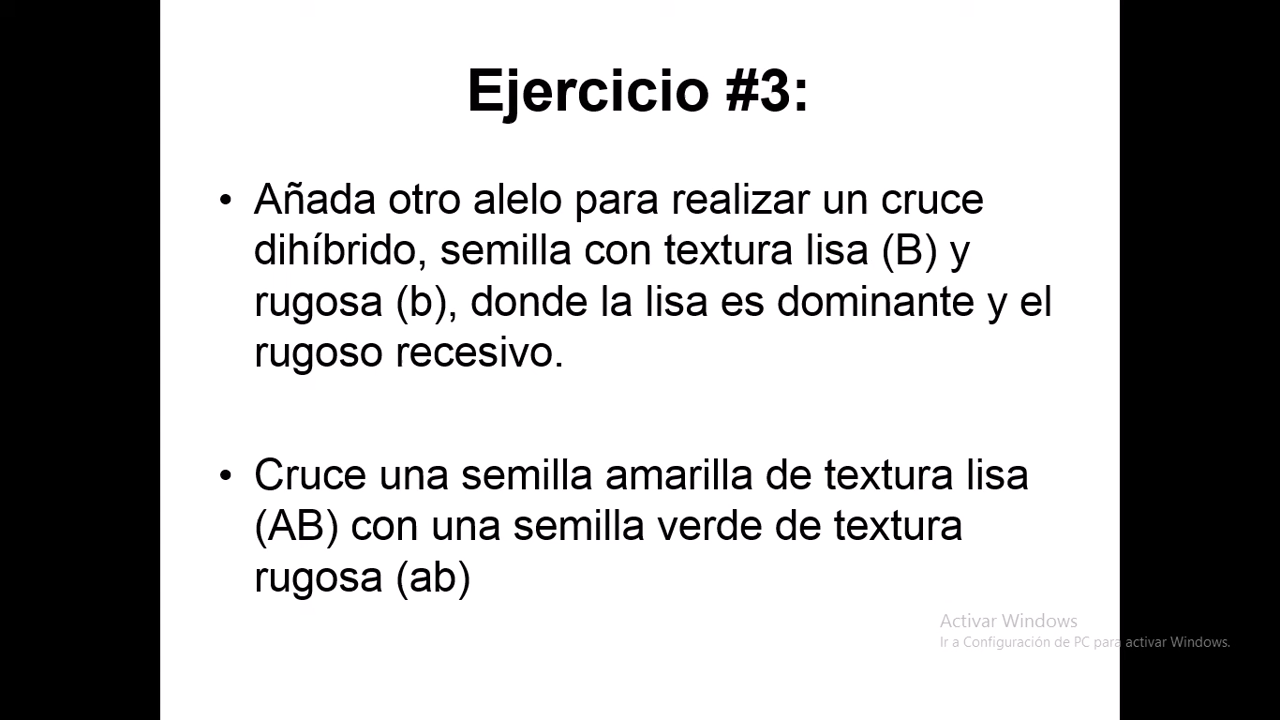 Ejercicio #3:
• Añada otro alelo para realizar un cruce
dihíbrido, semilla con textura lisa (B) y
rugosa (b), donde la lisa es dominante y el
rugoso recesivo.
• Cruce una semilla amarilla de textura lisa
(AB) con una semilla verde de textura
rugosa (ab)
Activar Windows
Ir a Configuración de PC para activar Windows.